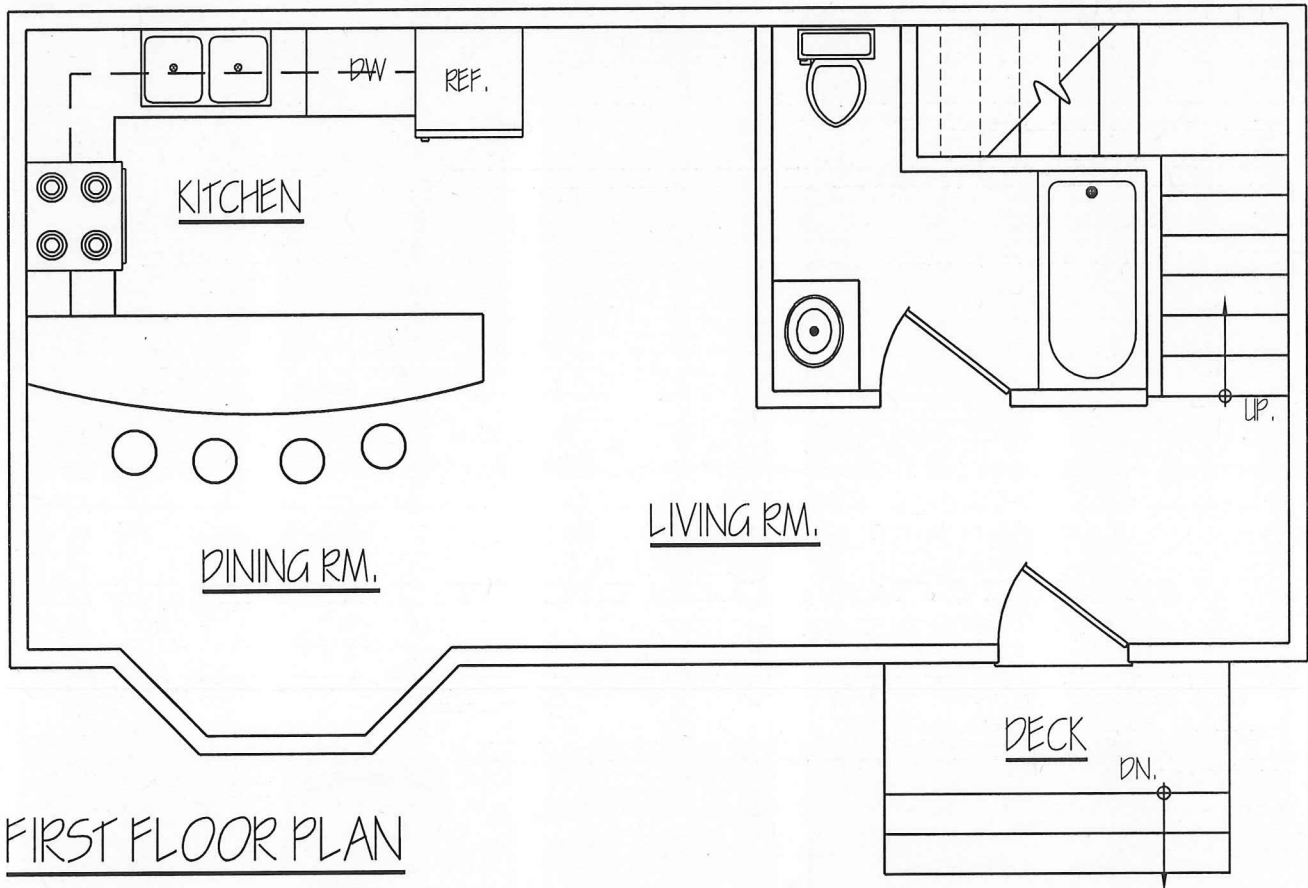 DW
REF.
KITCHEN
UP.
LIVING RM.
DINING RM.
DECK
DN.
FIRST FLOOR PLAN